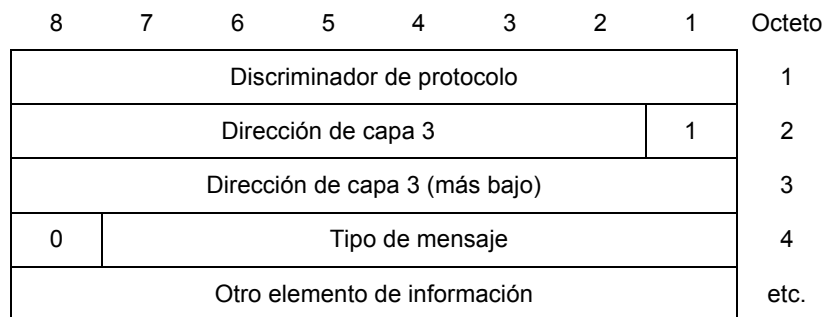 8 7 6 5 4 3 2 1 Octeto
Discriminador de protocolo 1
Dirección de capa 3 1 2
Dirección de capa 3 (más bajo) 3
0 Tipo de mensaje 4
Otro elemento de información etc.